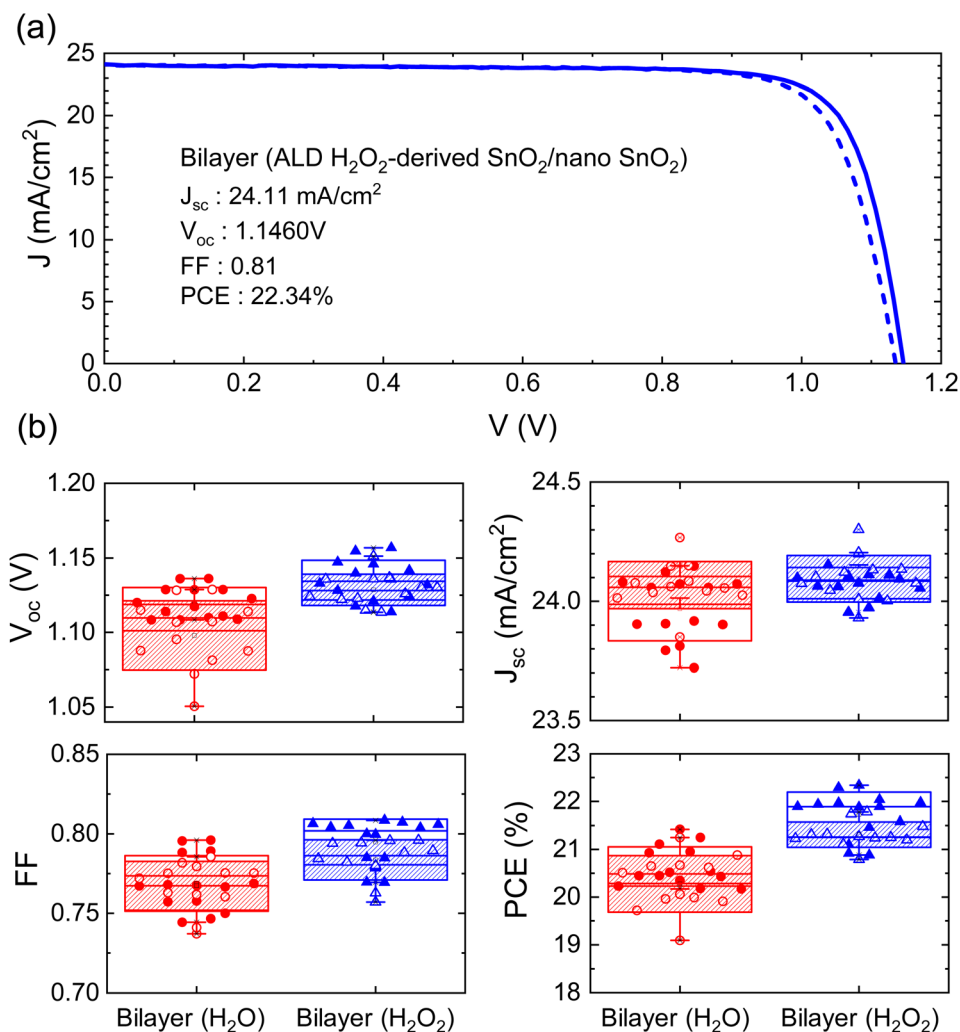 (a)
25
20
15
10
5
0
J (mA/cm²)
Bilayer (ALD H₂O₂-derived SnO₂/nano SnO₂)
Jsc : 24.11 mA/cm²
Voc : 1.1460V
FF : 0.81
PCE : 22.34%
0.0 0.2 0.4 0.6 0.8 1.0 1.2
V (V)
(b)
1.20
1.15
1.10
1.05
Voc (V)
24.5
24.0
23.5
Jsc (mA/cm²)
0.85
0.80
0.75
0.70
FF
Bilayer (H₂O) Bilayer (H₂O₂)
23
22
21
20
19
18
PCE (%)
Bilayer (H₂O) Bilayer (H₂O₂)